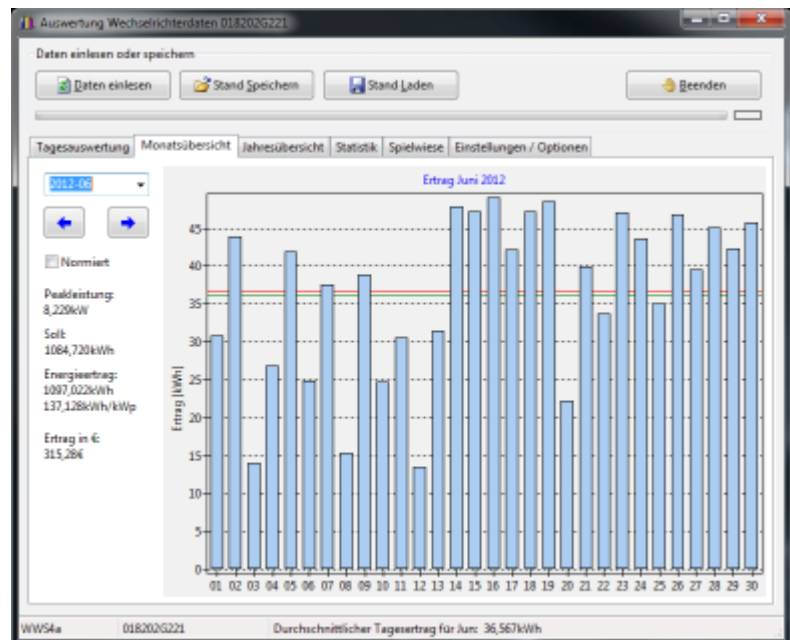 Auswertung Wechselrichterdaten 018202G221
Daten einlesen oder speichern
Daten einlesen
Stand Speichern
Stand Laden
Beenden
Tagesauswertung Monatsübersicht Jahresübersicht Statistik Spielwiese Einstellungen / Optionen
2012-06
Normiert
Peakleistung:
8,229kW
Soll:
1084,720kWh
Energieertrag:
1097,022kWh
137,128kWh/kWp
Ertrag in €:
315,28€
Ertrag Juni 2012
Ertrag [kWh]
45
40
35
30
25
20
15
10
5
0
01 02 03 04 05 06 07 08 09 10 11 12 13 14 15 16 17 18 19 20 21 22 23 24 25 26 27 28 29 30
WWS4a 018202G221 Durchschnittlicher Tagesertrag für Jun: 36,567kWh